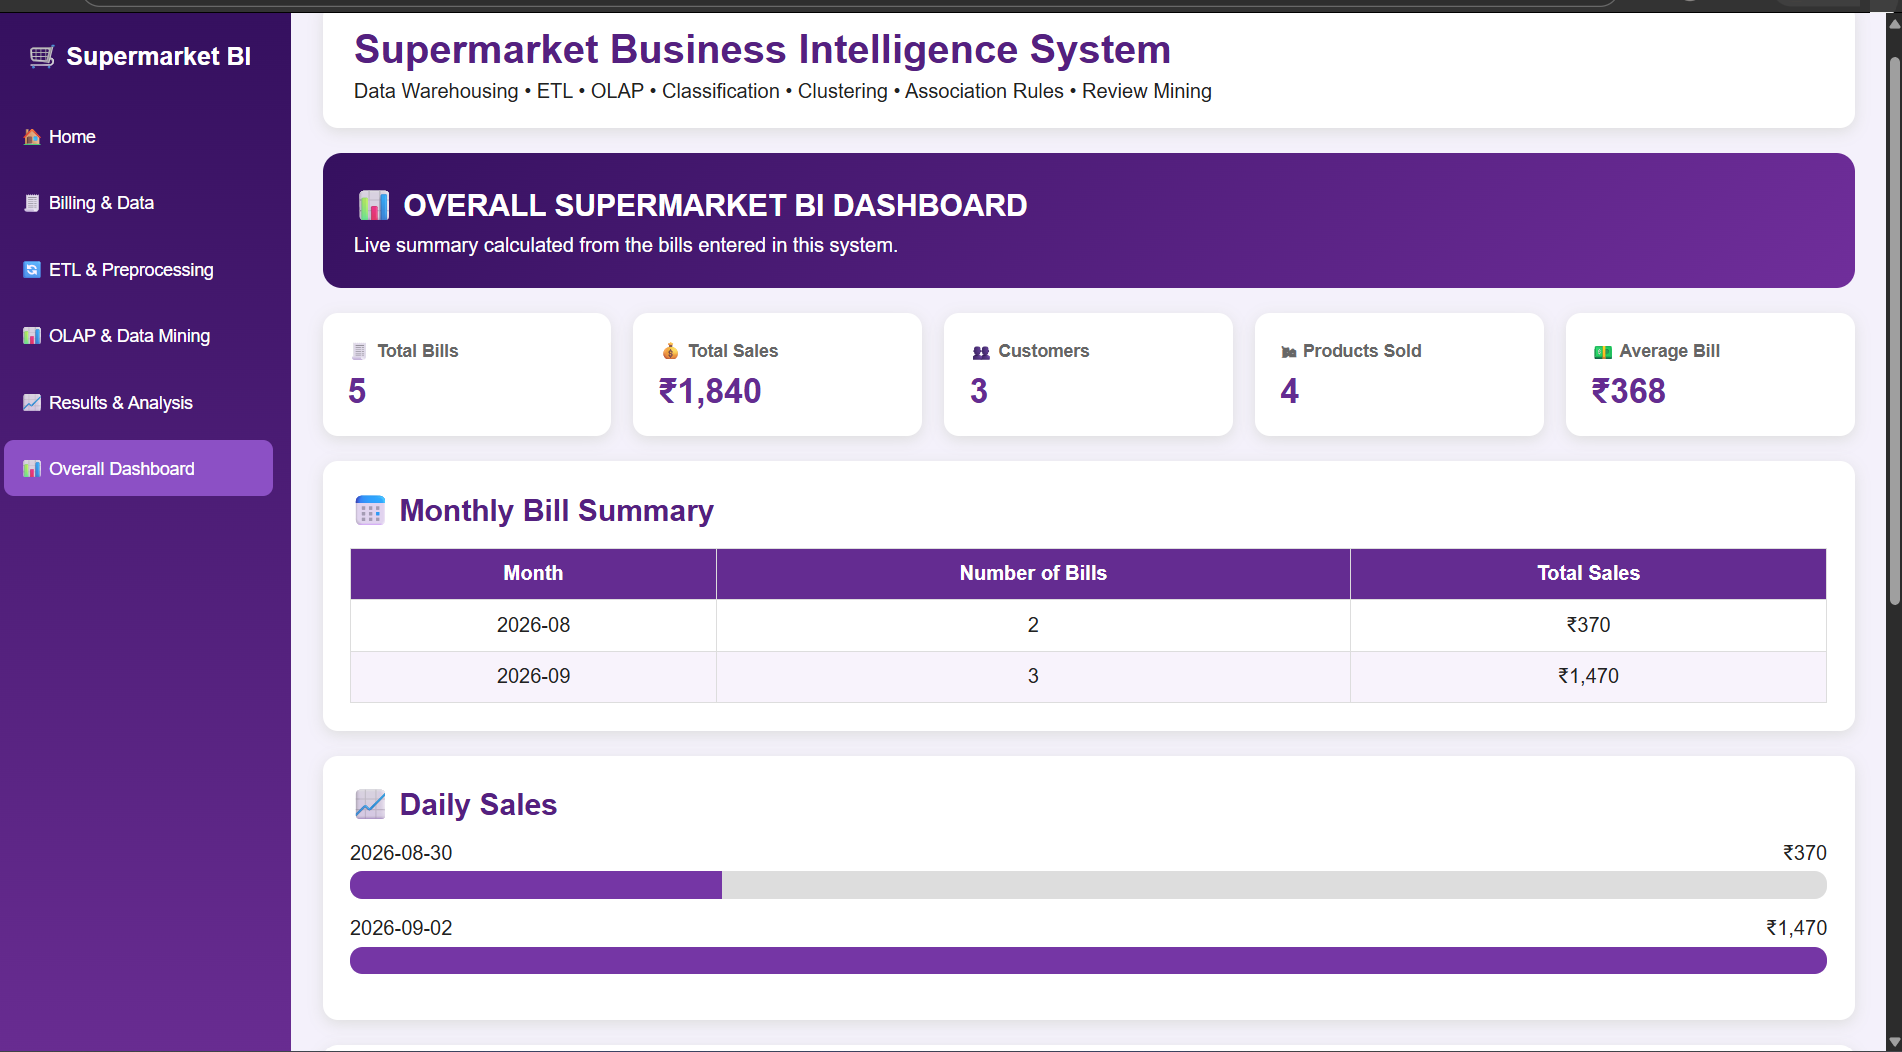 Supermarket BI
Home
Billing & Data
ETL & Preprocessing
OLAP & Data Mining
Results & Analysis
Overall Dashboard
Supermarket Business Intelligence System
Data Warehousing • ETL • OLAP • Classification • Clustering • Association Rules • Review Mining
OVERALL SUPERMARKET BI DASHBOARD
Live summary calculated from the bills entered in this system.
Total Bills
5
Total Sales
₹1,840
Customers
3
Products Sold
4
Average Bill
₹368
Monthly Bill Summary
Month Number of Bills Total Sales
2026-08 2 ₹370
2026-09 3 ₹1,470
Daily Sales
2026-08-30 ₹370
2026-09-02 ₹1,470